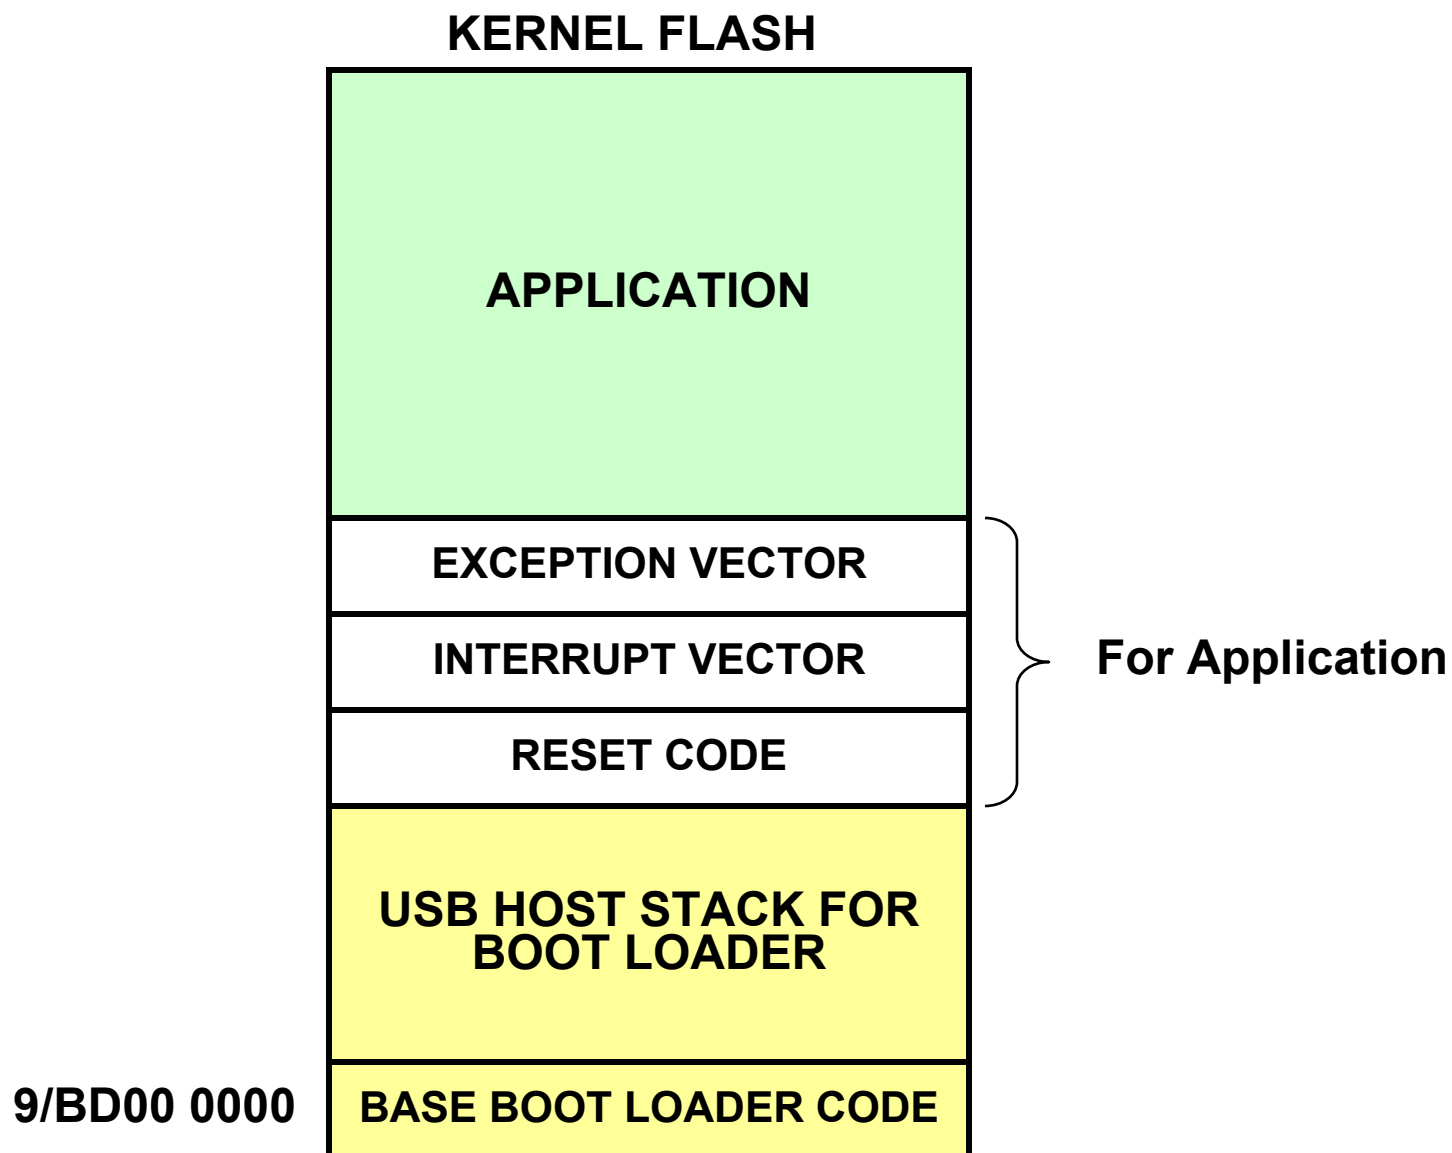 KERNEL FLASH
APPLICATION
EXCEPTION VECTOR
INTERRUPT VECTOR
For Application
RESET CODE
USB HOST STACK FOR
BOOT LOADER
9/BD00 0000
BASE BOOT LOADER CODE